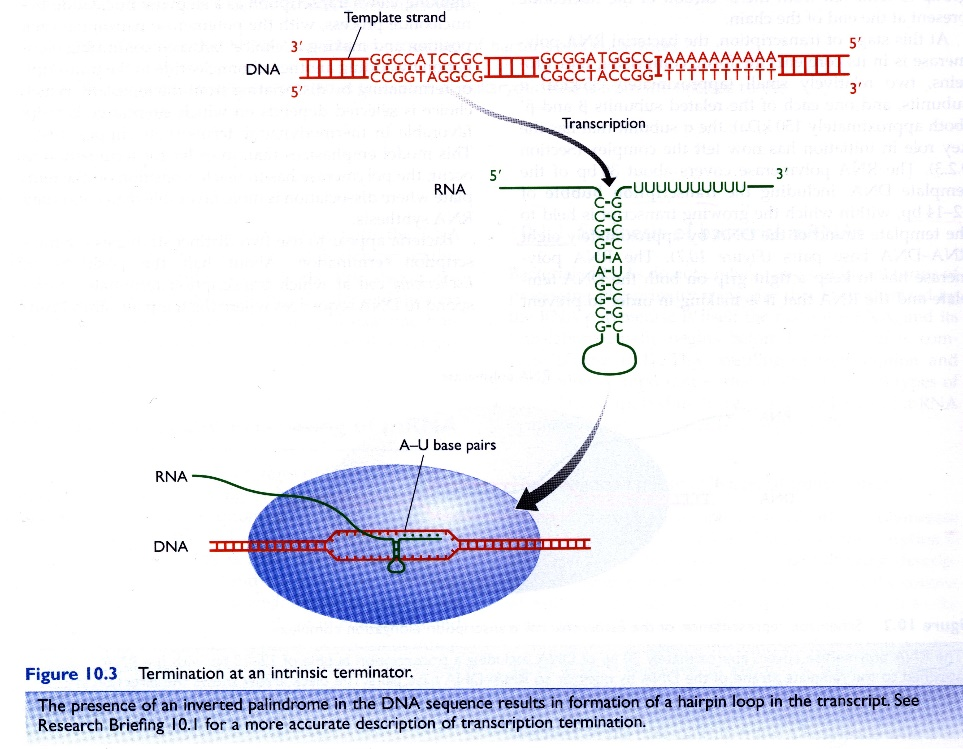 Template strand
3′ 5′
DNA GGCCATCCGC GCGGATGGCC AAAAAAAAAA
CCGGTAGGCG CGCCTACCGG TTTTTTTTTT
5′ 3′
Transcription
5′ 3′
RNA UUUUUUUUUU
C-G
C-G
G-C
G-C
U-A
A-U
G-C
G-C
C-G
G-C
A–U base pairs
RNA
DNA
Figure 10.3 Termination at an intrinsic terminator.
The presence of an inverted palindrome in the DNA sequence results in formation of a hairpin loop in the transcript. See
Research Briefing 10.1 for a more accurate description of transcription termination.